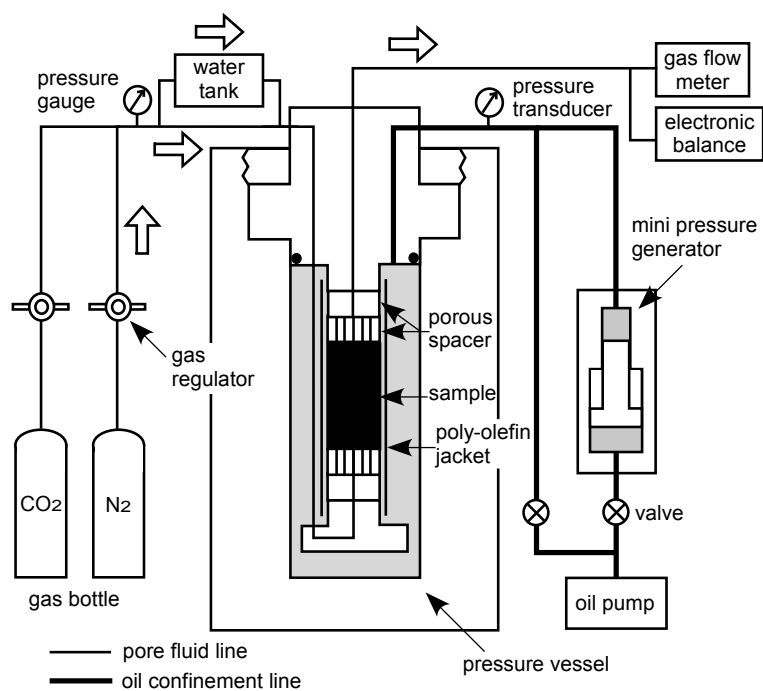 pressure
gauge
water
tank
pressure
transducer
gas flow
meter
electronic
balance
mini pressure
generator
gas
regulator
porous
spacer
sample
poly-olefin
jacket
CO2
N2
valve
gas bottle
oil pump
pressure vessel
pore fluid line
oil confinement line